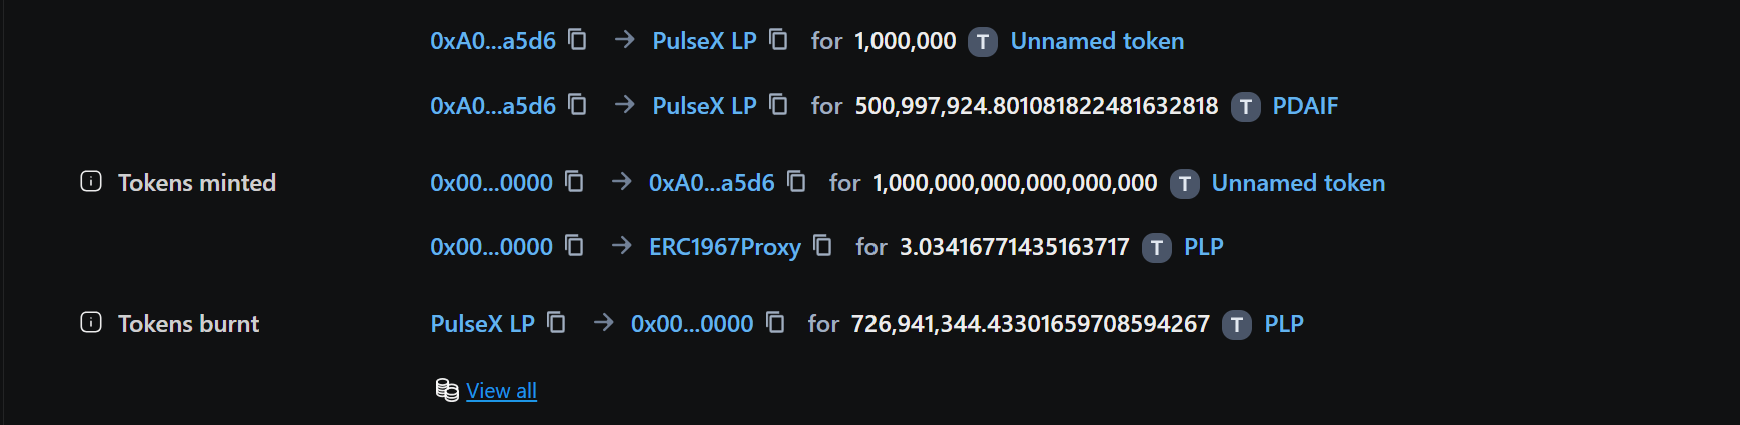 0xA0...a5d6 → PulseX LP for 1,000,000 T Unnamed token
0xA0...a5d6 → PulseX LP for 500,997,924.801081822481632818 T PDAIF
Tokens minted 0x00...0000 → 0xA0...a5d6 for 1,000,000,000,000,000,000 T Unnamed token
0x00...0000 → ERC1967Proxy for 3.03416771435163717 T PLP
Tokens burnt PulseX LP → 0x00...0000 for 726,941,344.43301659708594267 T PLP
View all